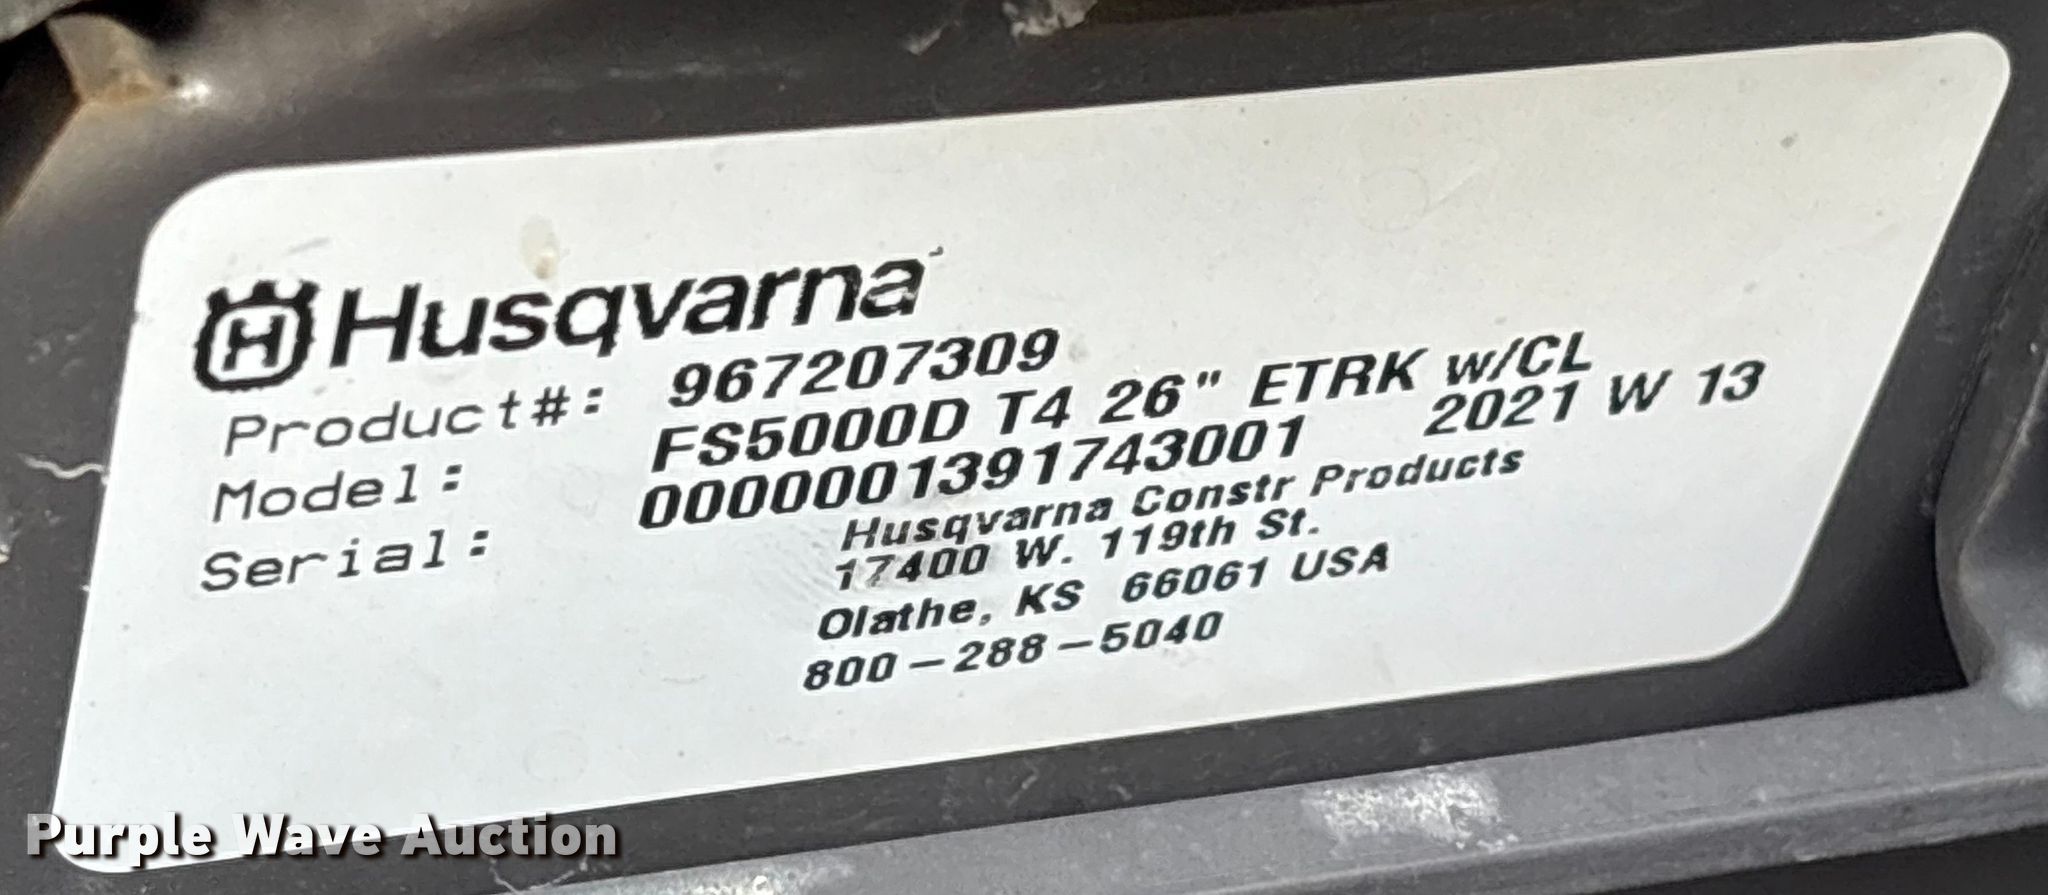 H Husqvarna
Product#: 967207309
Model: FS5000D T4 26" ETRK w/CL
Serial: 0000001391743001 2021 W 13
Husqvarna Constr Products
17400 W. 119th St.
Olathe, KS 66061 USA
800-288-5040
Purple Wave Auction